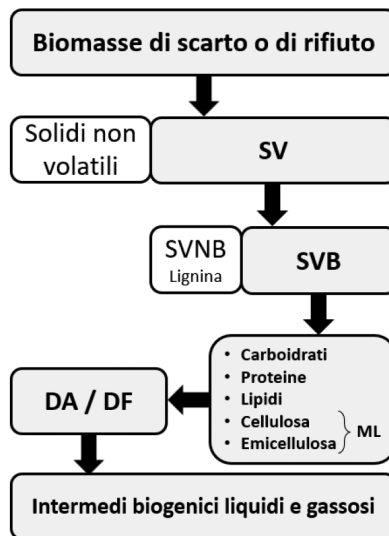 Biomasse di scarto o di rifiuto
Solidi non
volatili
SV
SVNB
Lignina
SVB
• Carboidrati
• Proteine
• Lipidi
• Cellulosa
• Emicellulosa
ML
DA / DF
Intermedi biogenici liquidi e gassosi